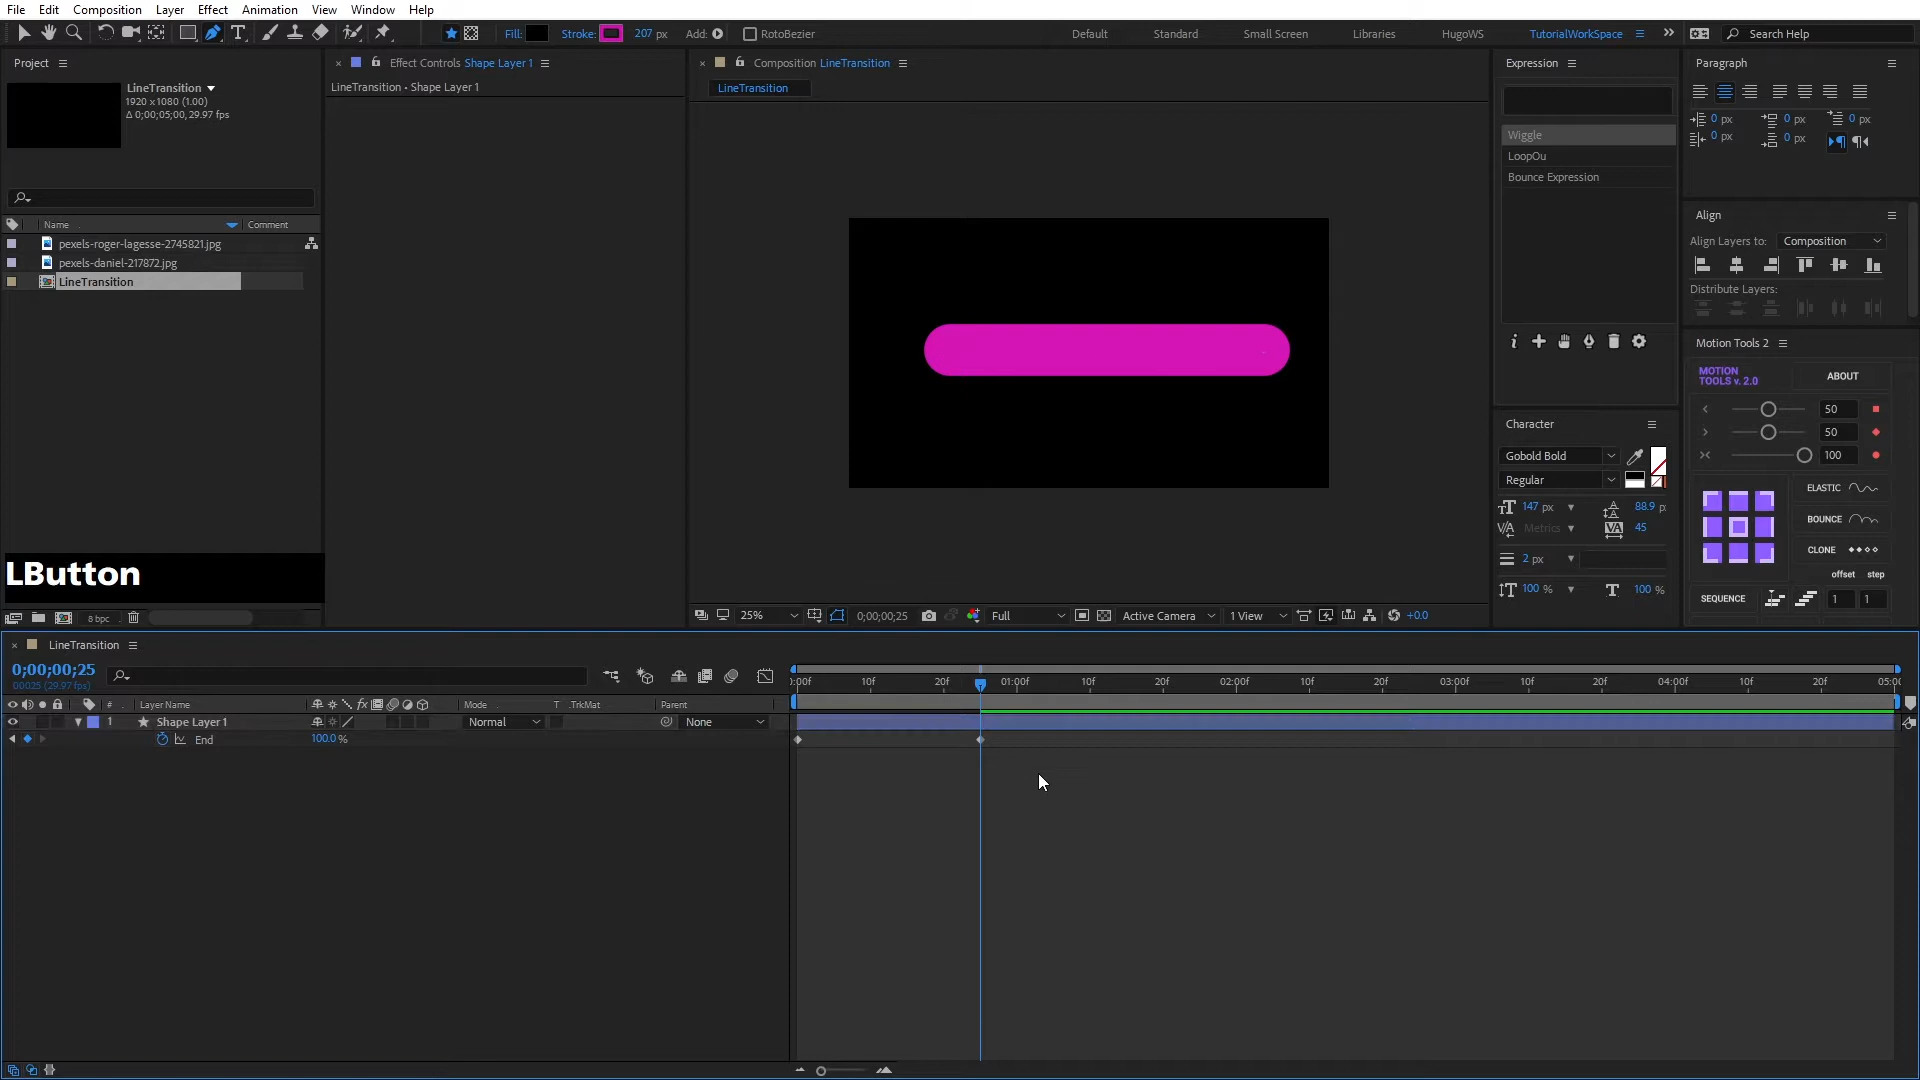 File Edit Composition Layer Effect Animation View Window Help
Fill: Stroke: 207 px Add: RotoBezier Default Standard Small Screen Libraries HugoWS TutorialWorkSpace Search Help
Project
Effect Controls Shape Layer 1
Composition LineTransition
Expression
Paragraph
LineTransition • Shape Layer 1
LineTransition
LineTransition
1920 x1080 (1.00)
Δ 0;00;05;00, 29.97 fps
0 px 0 px 0 px
0 px 0 px
Wiggle
LoopOu
Bounce Expression
Align
Align Layers to: Composition
Distribute Layers:
Name Comment
pexels-roger-lagesse-2745821.jpg
pexels-daniel-217872.jpg
LineTransition
Motion Tools 2
MOTION
TOOLS v. 2.0
ABOUT
50
50
100
Character
Gobold Bold
Regular
147 px 88.9 p
Metrics 45
2 px
100 % 100 %
ELASTIC
BOUNCE
CLONE
offset step
SEQUENCE 1 1
LButton
8 bpc
25% 0;00;00;25 Full Active Camera 1 View +0.0
LineTransition
0;00;00;25
00025 (29.97 fps)
):00f 10f 20f 01:00f 10f 20f 02:00f 10f 20f 03:00f 10f 20f 04:00f 10f 20f 05:00
# Layer Name fx Mode T .TrkMat Parent
1 Shape Layer 1 Normal None
End 100.0 %